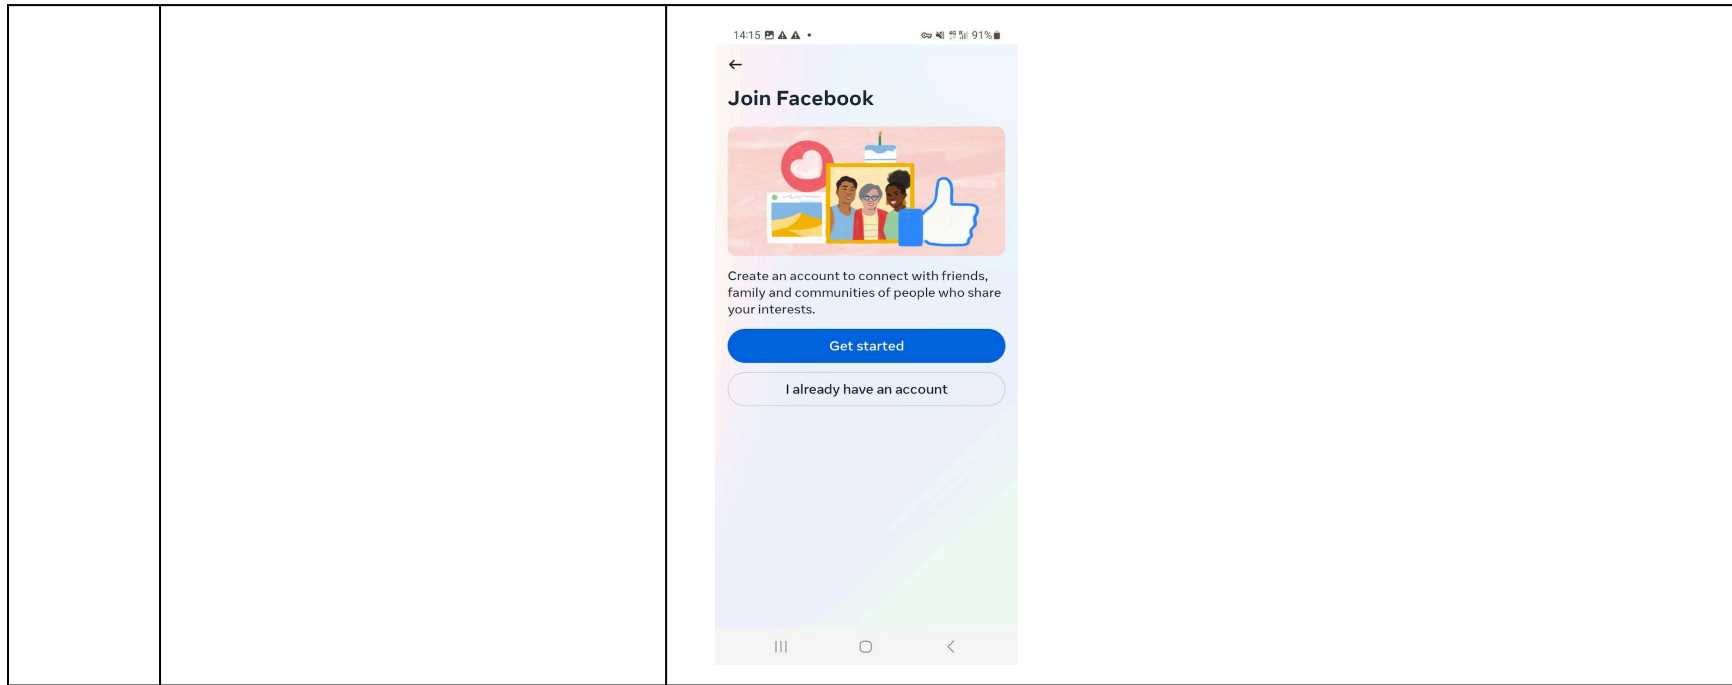 14:15
91%
Join Facebook
Create an account to connect with friends,
family and communities of people who share
your interests.
Get started
I already have an account